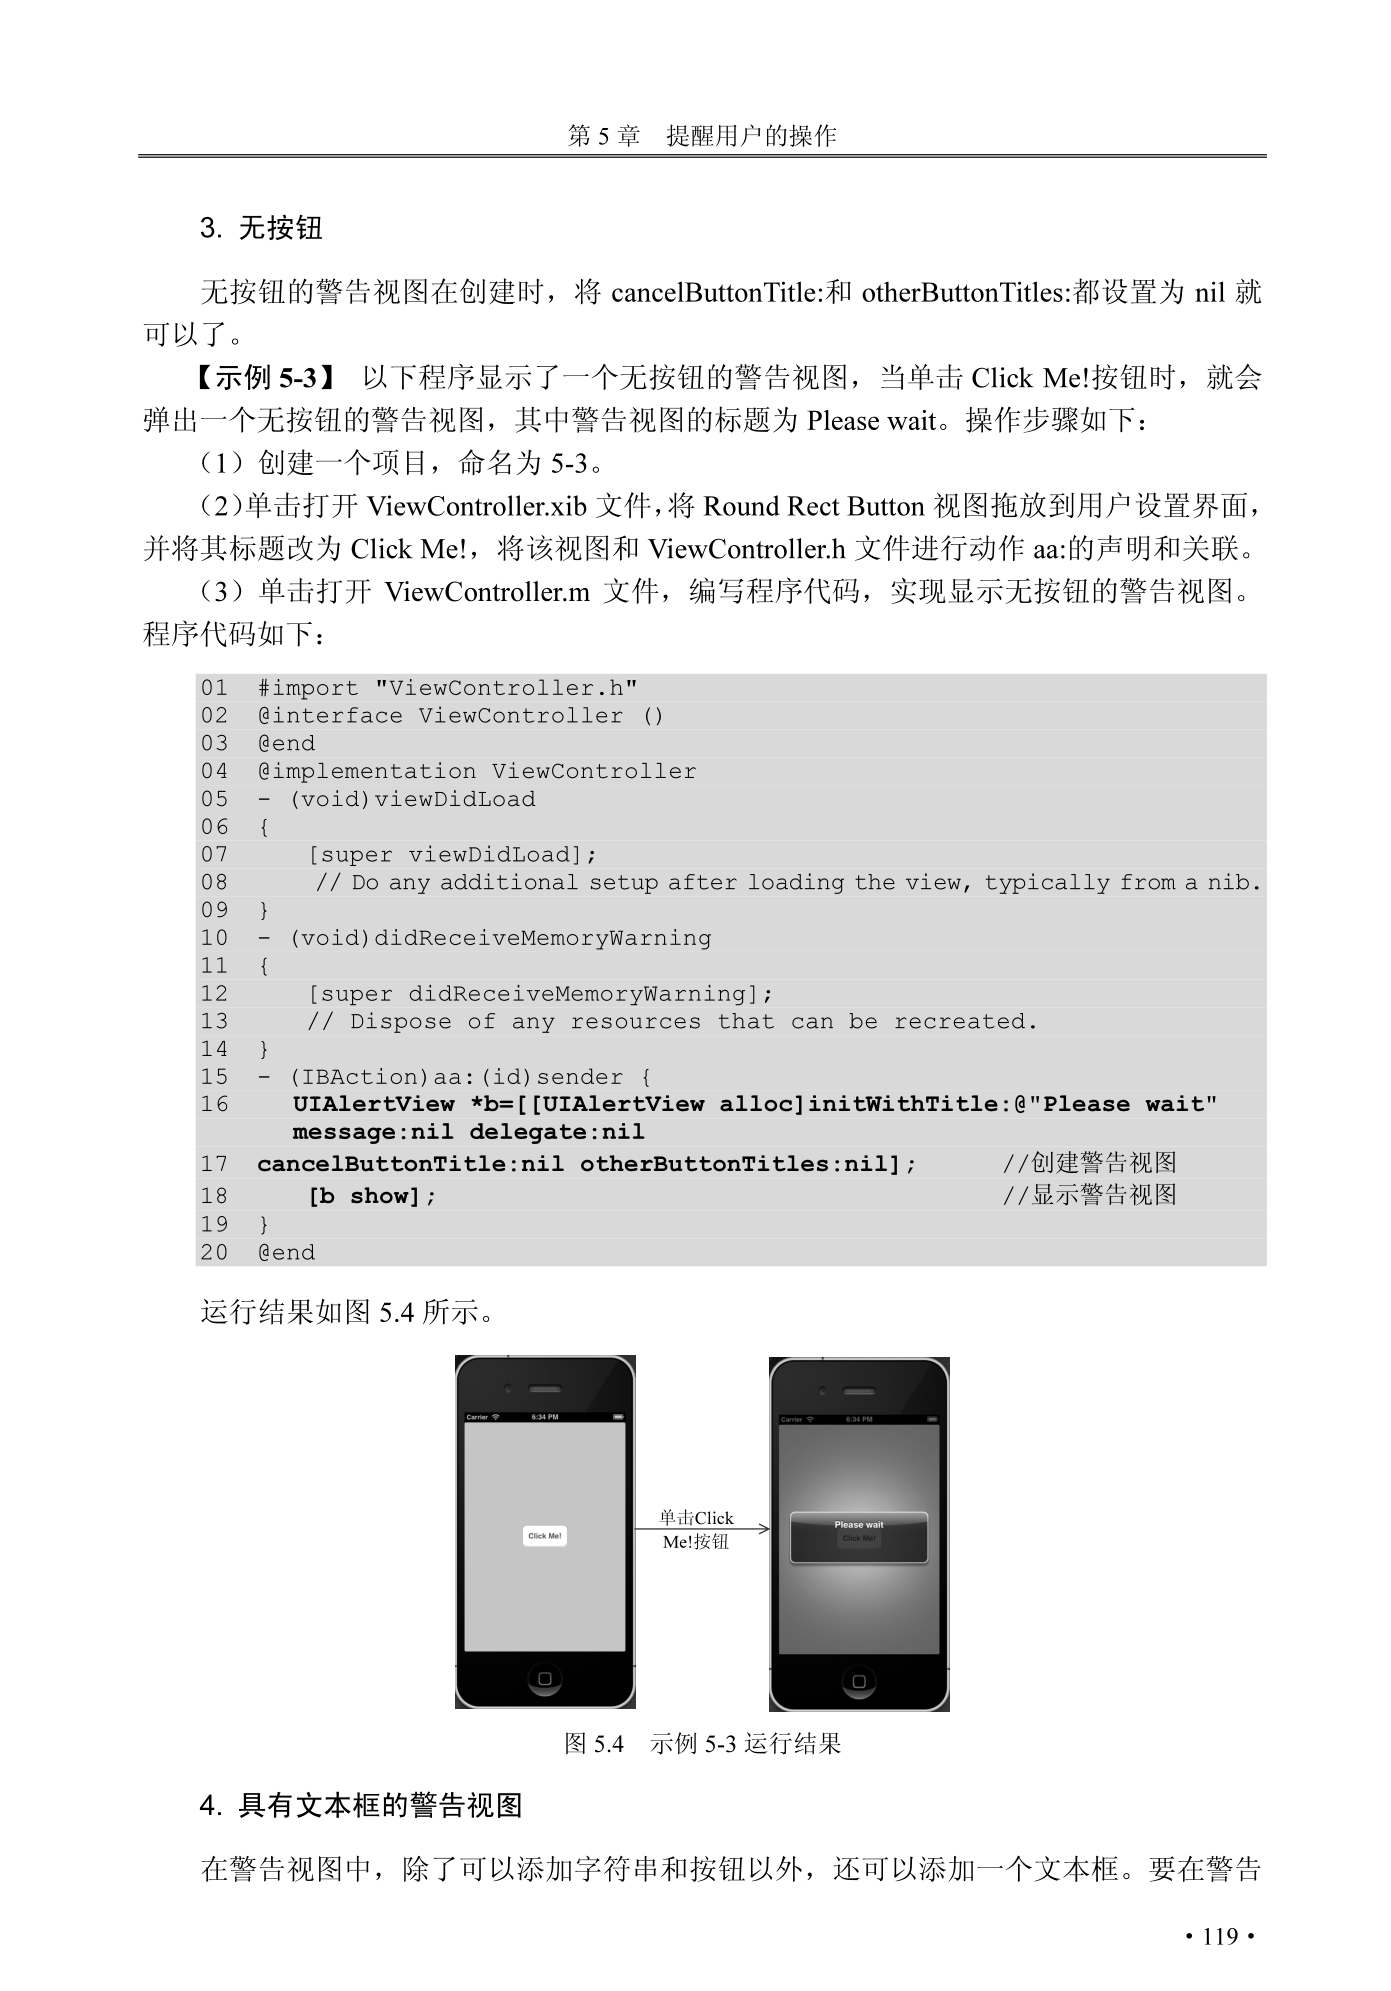 第 5 章　提醒用户的操作
3. 无按钮
无按钮的警告视图在创建时，将 cancelButtonTitle:和 otherButtonTitles:都设置为 nil 就
可以了。
【示例 5-3】 以下程序显示了一个无按钮的警告视图，当单击 Click Me!按钮时，就会
弹出一个无按钮的警告视图，其中警告视图的标题为 Please wait。操作步骤如下：
（1）创建一个项目，命名为 5-3。
（2）单击打开 ViewController.xib 文件，将 Round Rect Button 视图拖放到用户设置界面，
并将其标题改为 Click Me!，将该视图和 ViewController.h 文件进行动作 aa:的声明和关联。
（3）单击打开 ViewController.m 文件，编写程序代码，实现显示无按钮的警告视图。
程序代码如下：
01 #import "ViewController.h"
02 @interface ViewController ()
03 @end
04 @implementation ViewController
05 - (void)viewDidLoad
06 {
07 [super viewDidLoad];
08 // Do any additional setup after loading the view, typically from a nib.
09 }
10 - (void)didReceiveMemoryWarning
11 {
12 [super didReceiveMemoryWarning];
13 // Dispose of any resources that can be recreated.
14 }
15 - (IBAction)aa:(id)sender {
16 UIAlertView *b=[[UIAlertView alloc]initWithTitle:@"Please wait"
message:nil delegate:nil
17 cancelButtonTitle:nil otherButtonTitles:nil]; //创建警告视图
18 [b show]; //显示警告视图
19 }
20 @end
运行结果如图 5.4 所示。
Carrier 6:34 PM
Click Me!
单击Click
Me!按钮
Carrier 6:34 PM
Please wait
Click Me!
图 5.4　示例 5-3 运行结果
4. 具有文本框的警告视图
在警告视图中，除了可以添加字符串和按钮以外，还可以添加一个文本框。要在警告
• 119 •